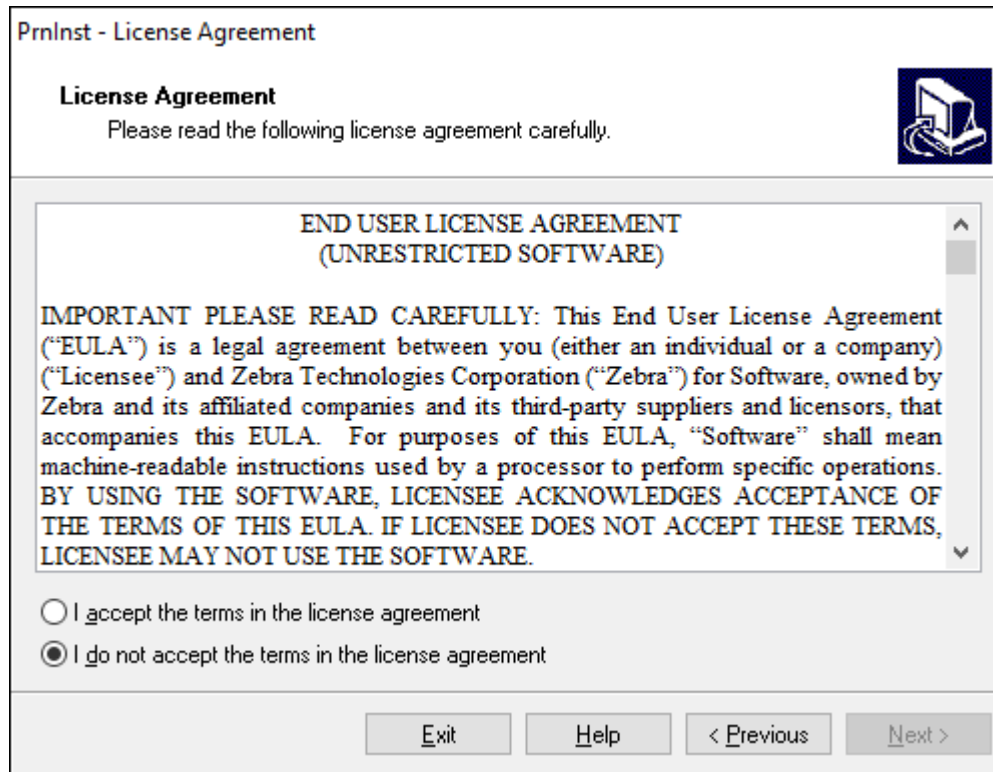 PrnInst - License Agreement
License Agreement
Please read the following license agreement carefully.
END USER LICENSE AGREEMENT
(UNRESTRICTED SOFTWARE)
IMPORTANT PLEASE READ CAREFULLY: This End User License Agreement
(“EULA”) is a legal agreement between you (either an individual or a company)
(“Licensee”) and Zebra Technologies Corporation (“Zebra”) for Software, owned by
Zebra and its affiliated companies and its third-party suppliers and licensors, that
accompanies this EULA.  For purposes of this EULA, “Software” shall mean
machine-readable instructions used by a processor to perform specific operations.
BY USING THE SOFTWARE, LICENSEE ACKNOWLEDGES ACCEPTANCE OF
THE TERMS OF THIS EULA. IF LICENSEE DOES NOT ACCEPT THESE TERMS,
LICENSEE MAY NOT USE THE SOFTWARE.
I accept the terms in the license agreement
I do not accept the terms in the license agreement
Exit Help < Previous Next >